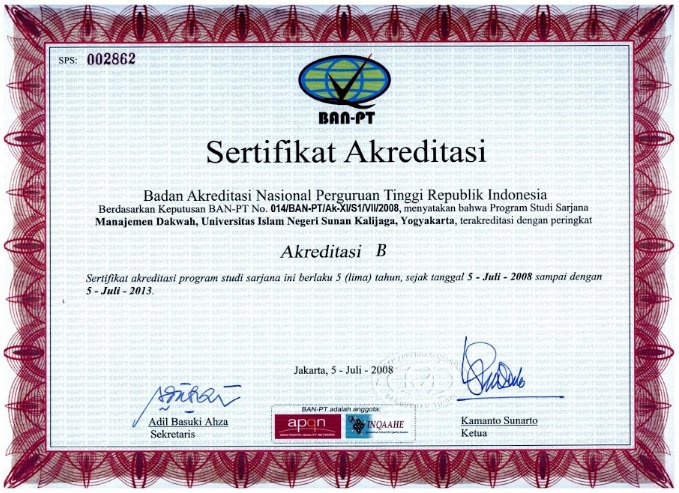 SPS: 002862
BAN-PT
Sertifikat Akreditasi
Badan Akreditasi Nasional Perguruan Tinggi Republik Indonesia
Berdasarkan Keputusan BAN-PT No. 014/BAN-PT/Ak-XI/S1/VII/2008, menyatakan bahwa Program Studi Sarjana
Manajemen Dakwah, Universitas Islam Negeri Sunan Kalijaga, Yogyakarta, terakreditasi dengan peringkat
Akreditasi B
Sertifikat akreditasi program studi sarjana ini berlaku 5 (lima) tahun, sejak tanggal 5 - Juli - 2008 sampai dengan
5 - Juli - 2013.
Jakarta, 5 - Juli - 2008
BAN-PT adalah anggota:
apqn
ASIA-PACIFIC QUALITY NETWORK
INQAAHE
Adil Basuki Ahza
Sekretaris
Kamanto Sunarto
Ketua